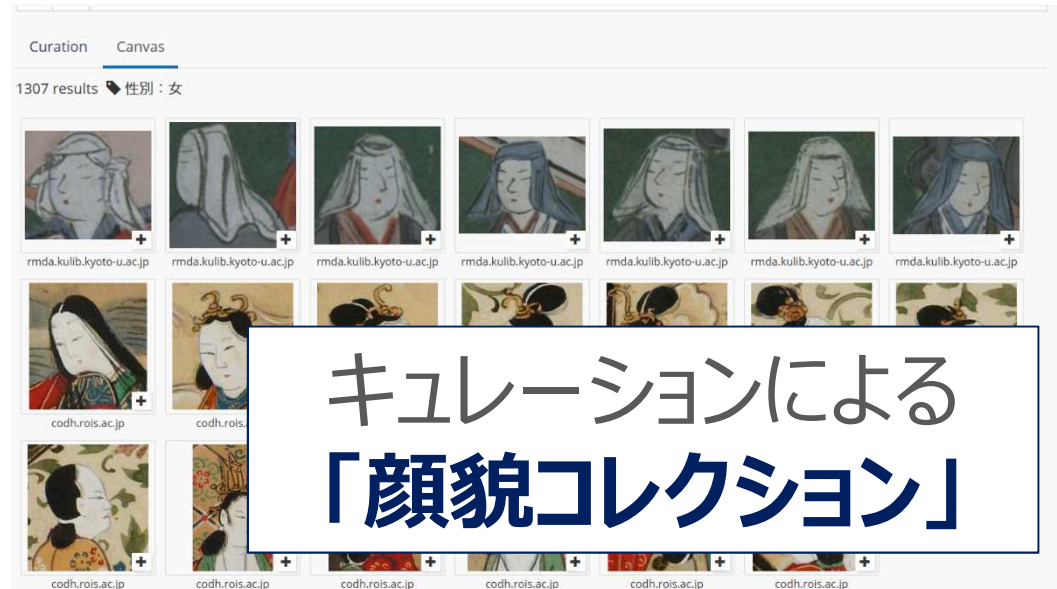 Curation Canvas
1307 results 性別：女
rmda.kulib.kyoto-u.ac.jp rmda.kulib.kyoto-u.ac.jp rmda.kulib.kyoto-u.ac.jp rmda.kulib.kyoto-u.ac.jp rmda.kulib.kyoto-u.ac.jp rmda.kulib.kyoto-u.ac.jp rmda.kulib.kyoto-u.ac.jp
codh.rois.ac.jp codh.rois.
キュレーションによる
「顔貌コレクション」
codh.rois.ac.jp codh.rois.ac.jp codh.rois.ac.jp codh.rois.ac.jp codh.rois.ac.jp codh.rois.ac.jp